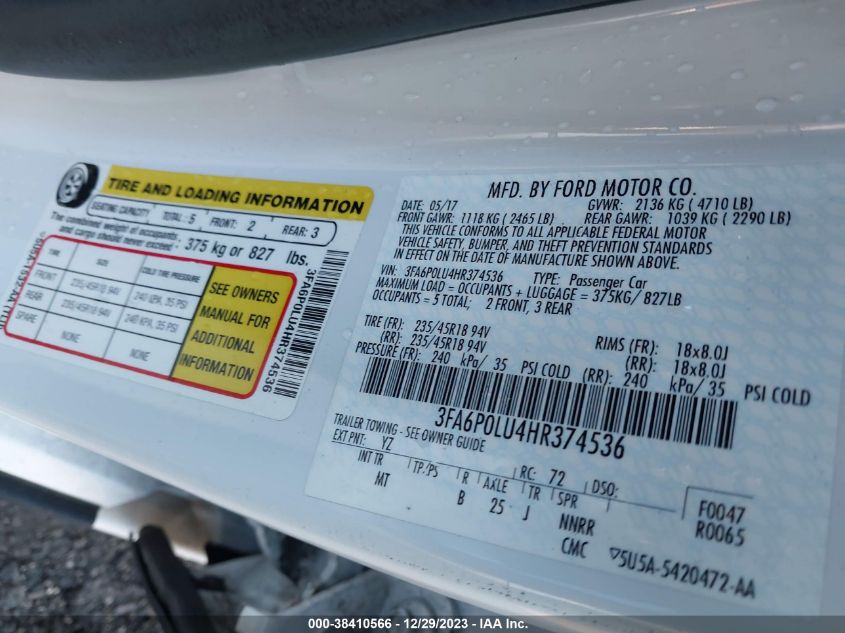 TIRE AND LOADING INFORMATION
SEATING CAPACITY TOTAL: 5 FRONT: 2 REAR: 3
The combined weight of occupants
and cargo should never exceed: 375 kg or 827 lbs.
TIRE SIZE COLD TIRE PRESSURE
FRONT 235/45R18 94V 240 KPA, 35 PSI
REAR 235/45R18 94V 240 KPA, 35 PSI
SPARE NONE NONE
SEE OWNERS
MANUAL FOR
ADDITIONAL
INFORMATION
3FA6P0LU4HR374536
MFD. BY FORD MOTOR CO.
DATE: 05/17 GVWR: 2136 KG ( 4710 LB)
FRONT GAWR: 1118 KG ( 2465 LB) REAR GAWR: 1039 KG ( 2290 LB)
THIS VEHICLE CONFORMS TO ALL APPLICABLE FEDERAL MOTOR
VEHICLE SAFETY, BUMPER, AND THEFT PREVENTION STANDARDS
IN EFFECT ON THE DATE OF MANUFACTURE SHOWN ABOVE.
VIN: 3FA6P0LU4HR374536 TYPE: Passenger Car
MAXIMUM LOAD = OCCUPANTS + LUGGAGE = 375KG/ 827LB
OCCUPANTS = 5 TOTAL; 2 FRONT, 3 REAR
TIRE (FR): 235/45R18 94V RIMS (FR): 18x8.0J
(RR): 235/45R18 94V (RR): 18x8.0J
PRESSURE (FR): 240 kPa/ 35 PSI COLD (RR): 240 kPa/ 35 PSI COLD
3FA6P0LU4HR374536
TRAILER TOWING - SEE OWNER GUIDE
EXT PNT: YZ RC: 72 DSO:
INT TR TP/PS R AXLE TR SPR F0047
MT B 25 J NNRR R0065
CMC 5U5A-5420472-AA
000-38410566 - 12/29/2023 - IAA Inc.